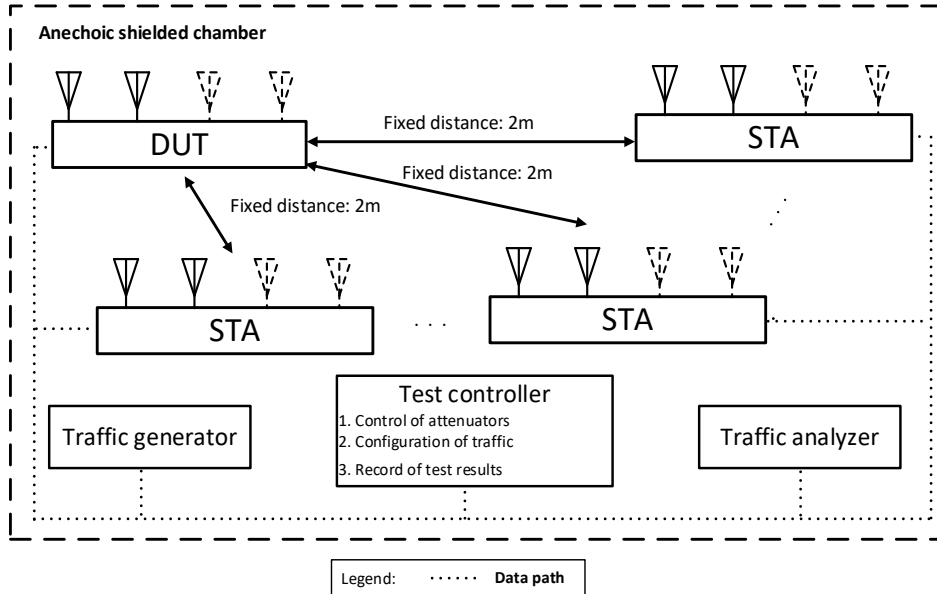 Anechoic shielded chamber
DUT
Fixed distance: 2m
STA
Fixed distance: 2m
Fixed distance: 2m
STA
. . .
STA
Test controller
1. Control of attenuators
2. Configuration of traffic
3. Record of test results
Traffic generator
Traffic analyzer
Legend: Data path